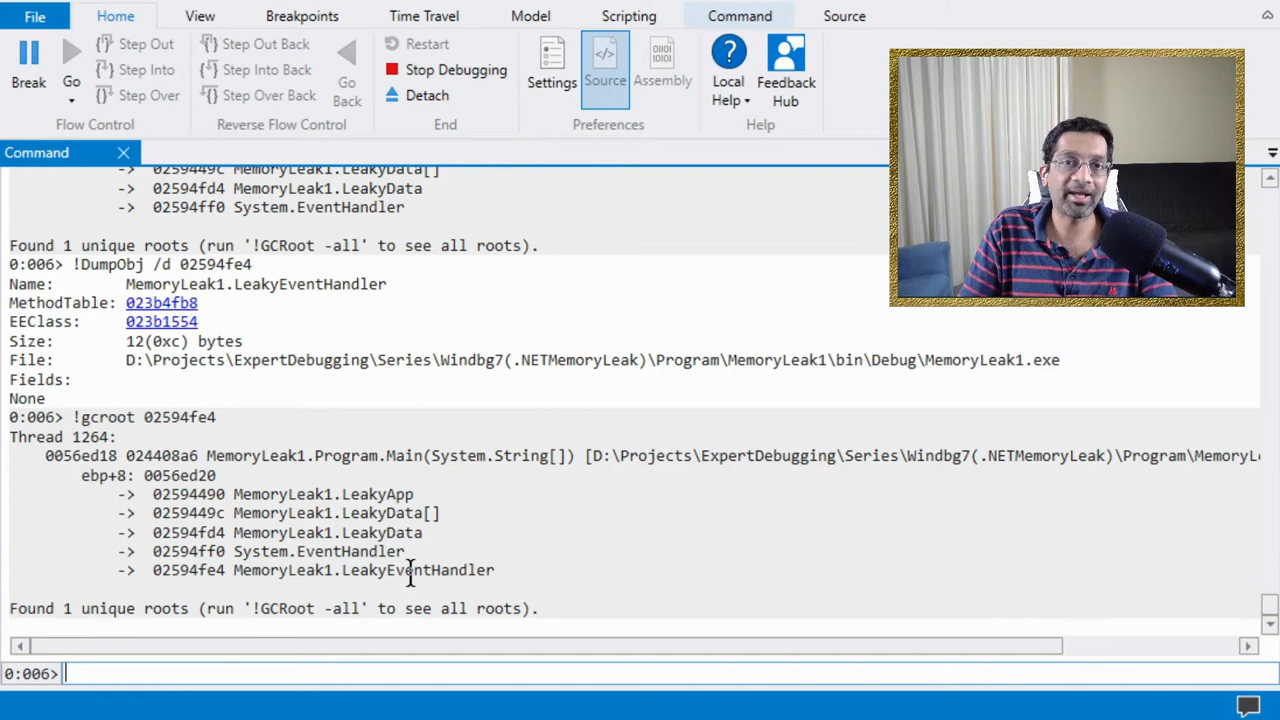 File Home View Breakpoints Time Travel Model Scripting Command Source
Break
Go
Step Out
Step Into
Step Over
Step Out Back
Step Into Back
Step Over Back
Go
Back
Restart
Stop Debugging
Detach
Settings
Source
Assembly
Local
Help
Feedback
Hub
Flow Control Reverse Flow Control End Preferences Help
Command
-> 0259449c MemoryLeak1.LeakyData[]
-> 02594fd4 MemoryLeak1.LeakyData
-> 02594ff0 System.EventHandler
Found 1 unique roots (run '!GCRoot -all' to see all roots).
0:006> !DumpObj /d 02594fe4
Name: MemoryLeak1.LeakyEventHandler
MethodTable: 023b4fb8
EEClass: 023b1554
Size: 12(0xc) bytes
File: D:\Projects\ExpertDebugging\Series\Windbg7(.NETMemoryLeak)\Program\MemoryLeak1\bin\Debug\MemoryLeak1.exe
Fields:
None
0:006> !gcroot 02594fe4
Thread 1264:
0056ed18 024408a6 MemoryLeak1.Program.Main(System.String[]) [D:\Projects\ExpertDebugging\Series\Windbg7(.NETMemoryLeak)\Program\MemoryL
ebp+8: 0056ed20
-> 02594490 MemoryLeak1.LeakyApp
-> 0259449c MemoryLeak1.LeakyData[]
-> 02594fd4 MemoryLeak1.LeakyData
-> 02594ff0 System.EventHandler
-> 02594fe4 MemoryLeak1.LeakyEventHandler
Found 1 unique roots (run '!GCRoot -all' to see all roots).
0:006>